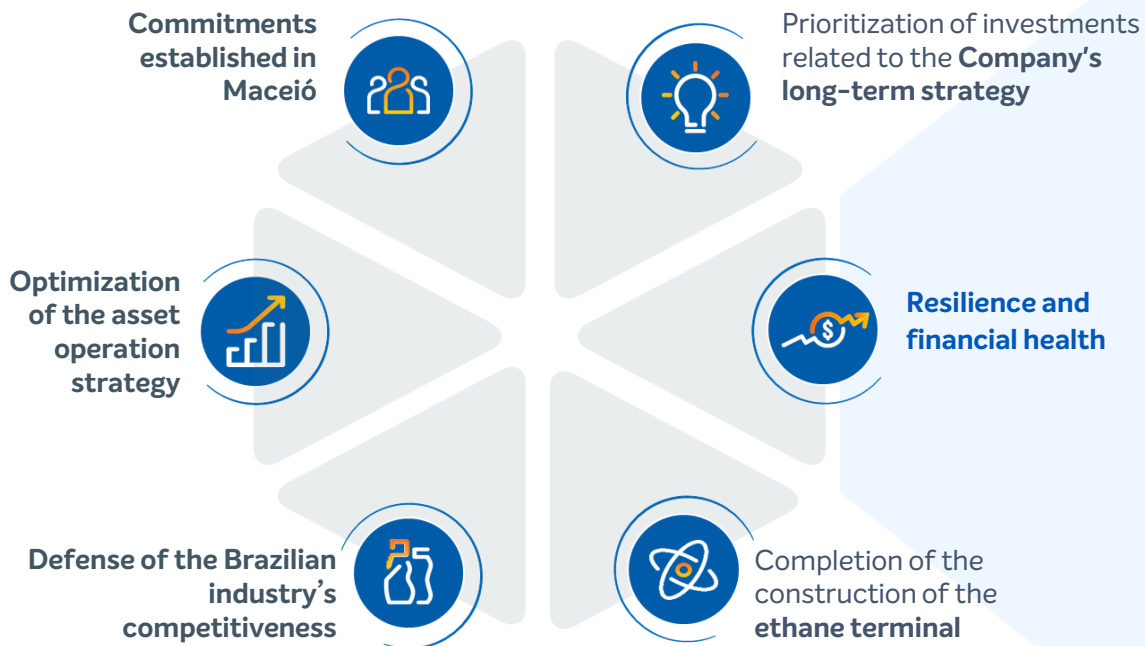 Commitments
established in
Maceió
Prioritization of investments
related to the Company's
long-term strategy
Optimization
of the asset
operation
strategy
$
Resilience and
financial health
Defense of the Brazilian
industry’s
competitiveness
Completion of the
construction of the
ethane terminal